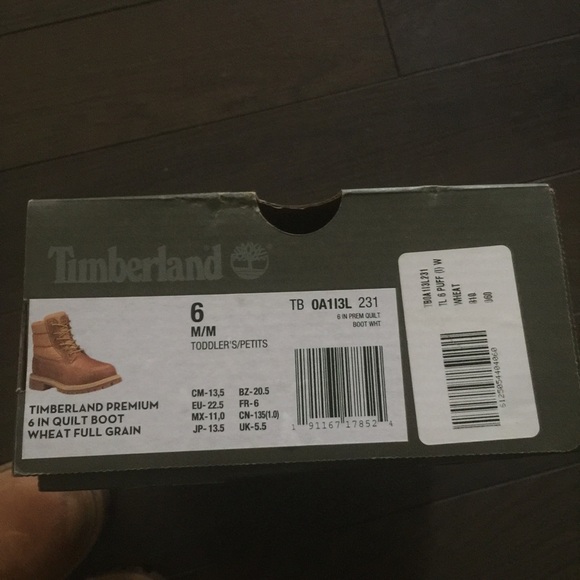 Timberland
6
M/M
TODDLER'S/PETITS
TB 0A1I3L 231
6 IN PREM QUILT
BOOT WHT
TIMBERLAND PREMIUM
6 IN QUILT BOOT
WHEAT FULL GRAIN
CM-13,5 BZ-20.5
EU-22.5 FR-6
MX-11,0 CN-135(1.0)
JP-13.5 UK-5.5
1 91167 17852 4
TB0A1I3L231
TL 6 PUFF (I) W
WHEAT
060